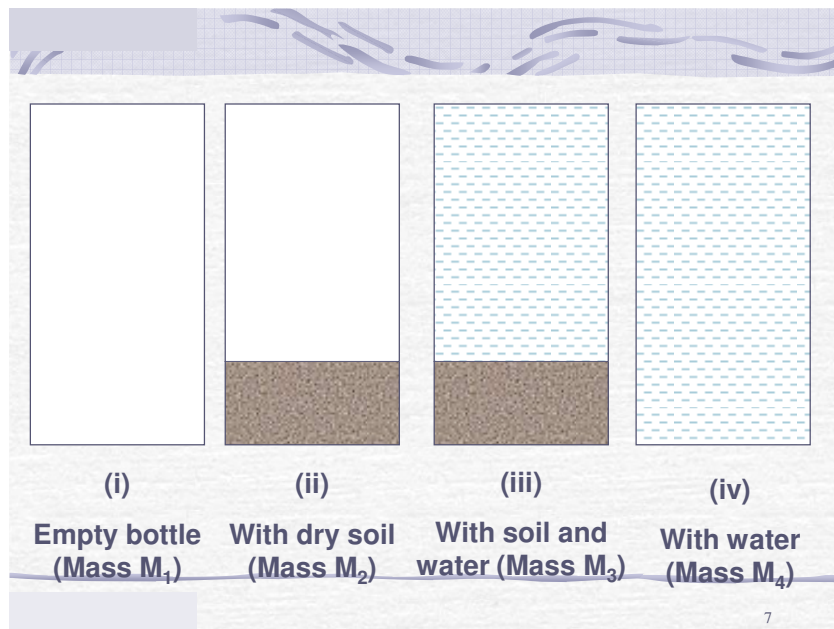 (i)
Empty bottle
(Mass M₁)
(ii)
With dry soil
(Mass M₂)
(iii)
With soil and
water (Mass M₃)
(iv)
With water
(Mass M₄)
7